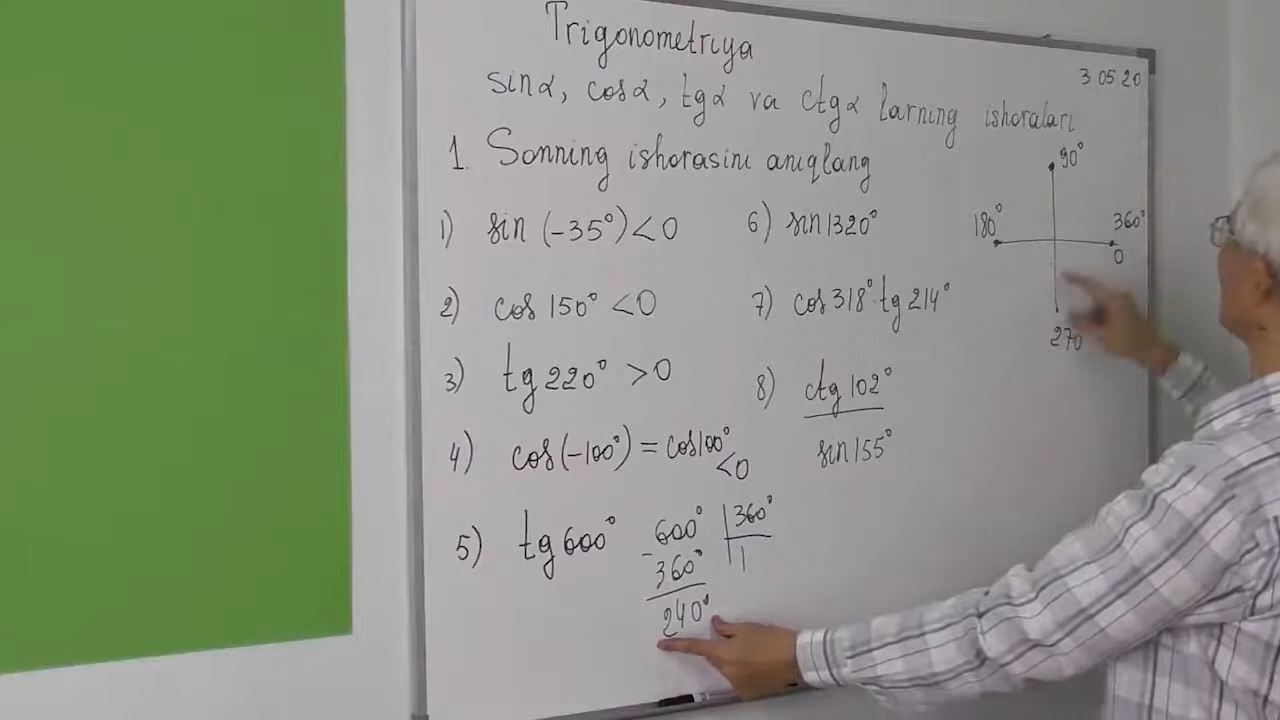 Trigonometriya
3 05 20
sinα, cosα, tgα va ctgα larning ishoralari
1. Sonning ishorasini aniqlang
1) sin (-35°) < 0
2) cos 150° < 0
3) tg 220° > 0
4) cos(-100°) = cos100° < 0
5) tg 600°
600° | 360°
- 360° | 1
240°
6) sin 1320°
7) cos 318° · tg 214°
8) ctg 102°
sin 155°
90°
180°
360°
0
270